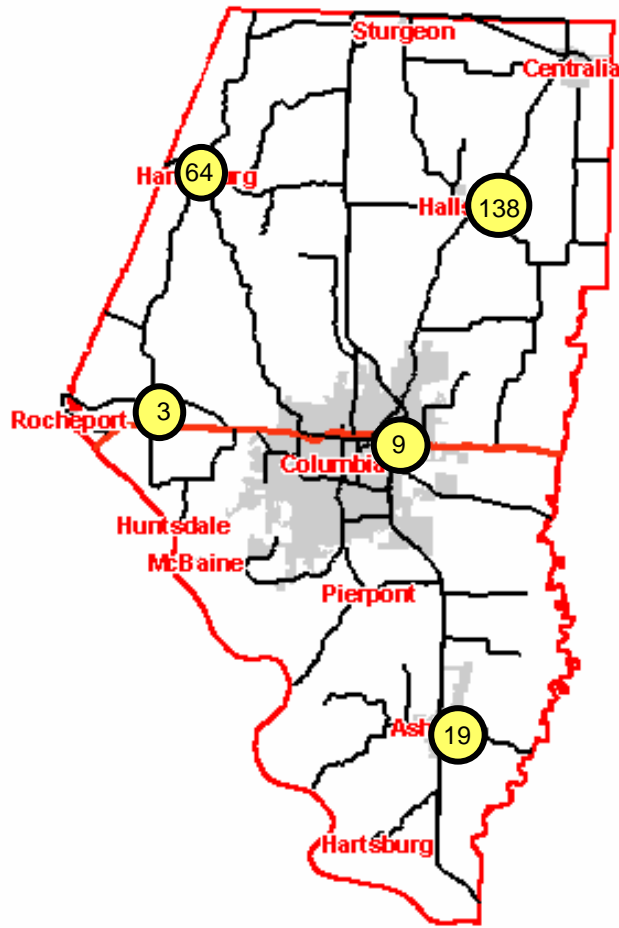 Sturgeon
Centralia
64
138
3
Rocheport
9
Columbia
Huntsdale
McBaine
Pierpont
19
Hartsburg